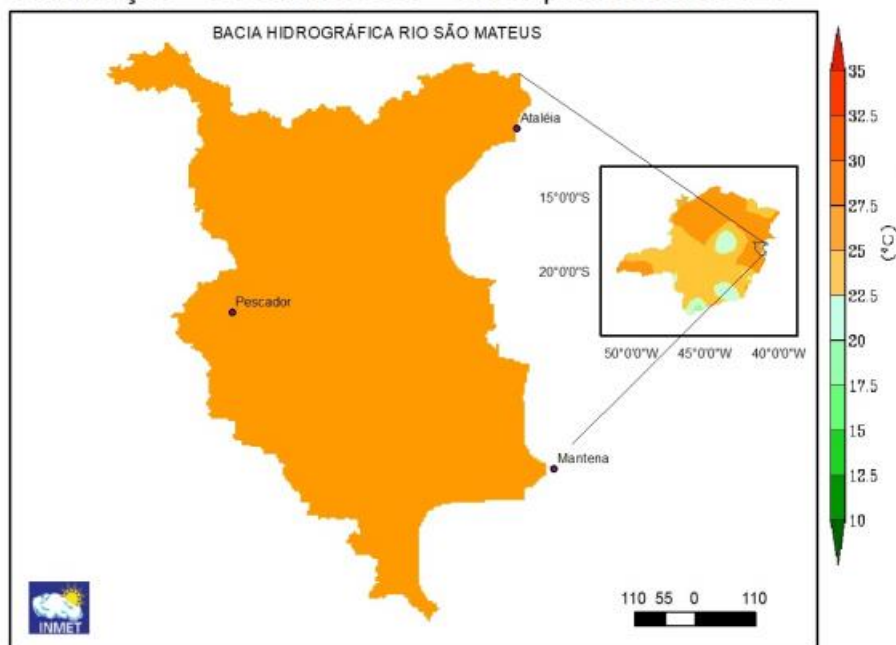 BACIA HIDROGRÁFICA RIO SÃO MATEUS
Ataléia
Pescador
Mantena
15°0'0"S
20°0'0"S
50°0'0"W 45°0'0"W 40°0'0"W
35
32.5
30
27.5
25
22.5
20
17.5
15
12.5
10
(°C)
INMET
110 55 0 110